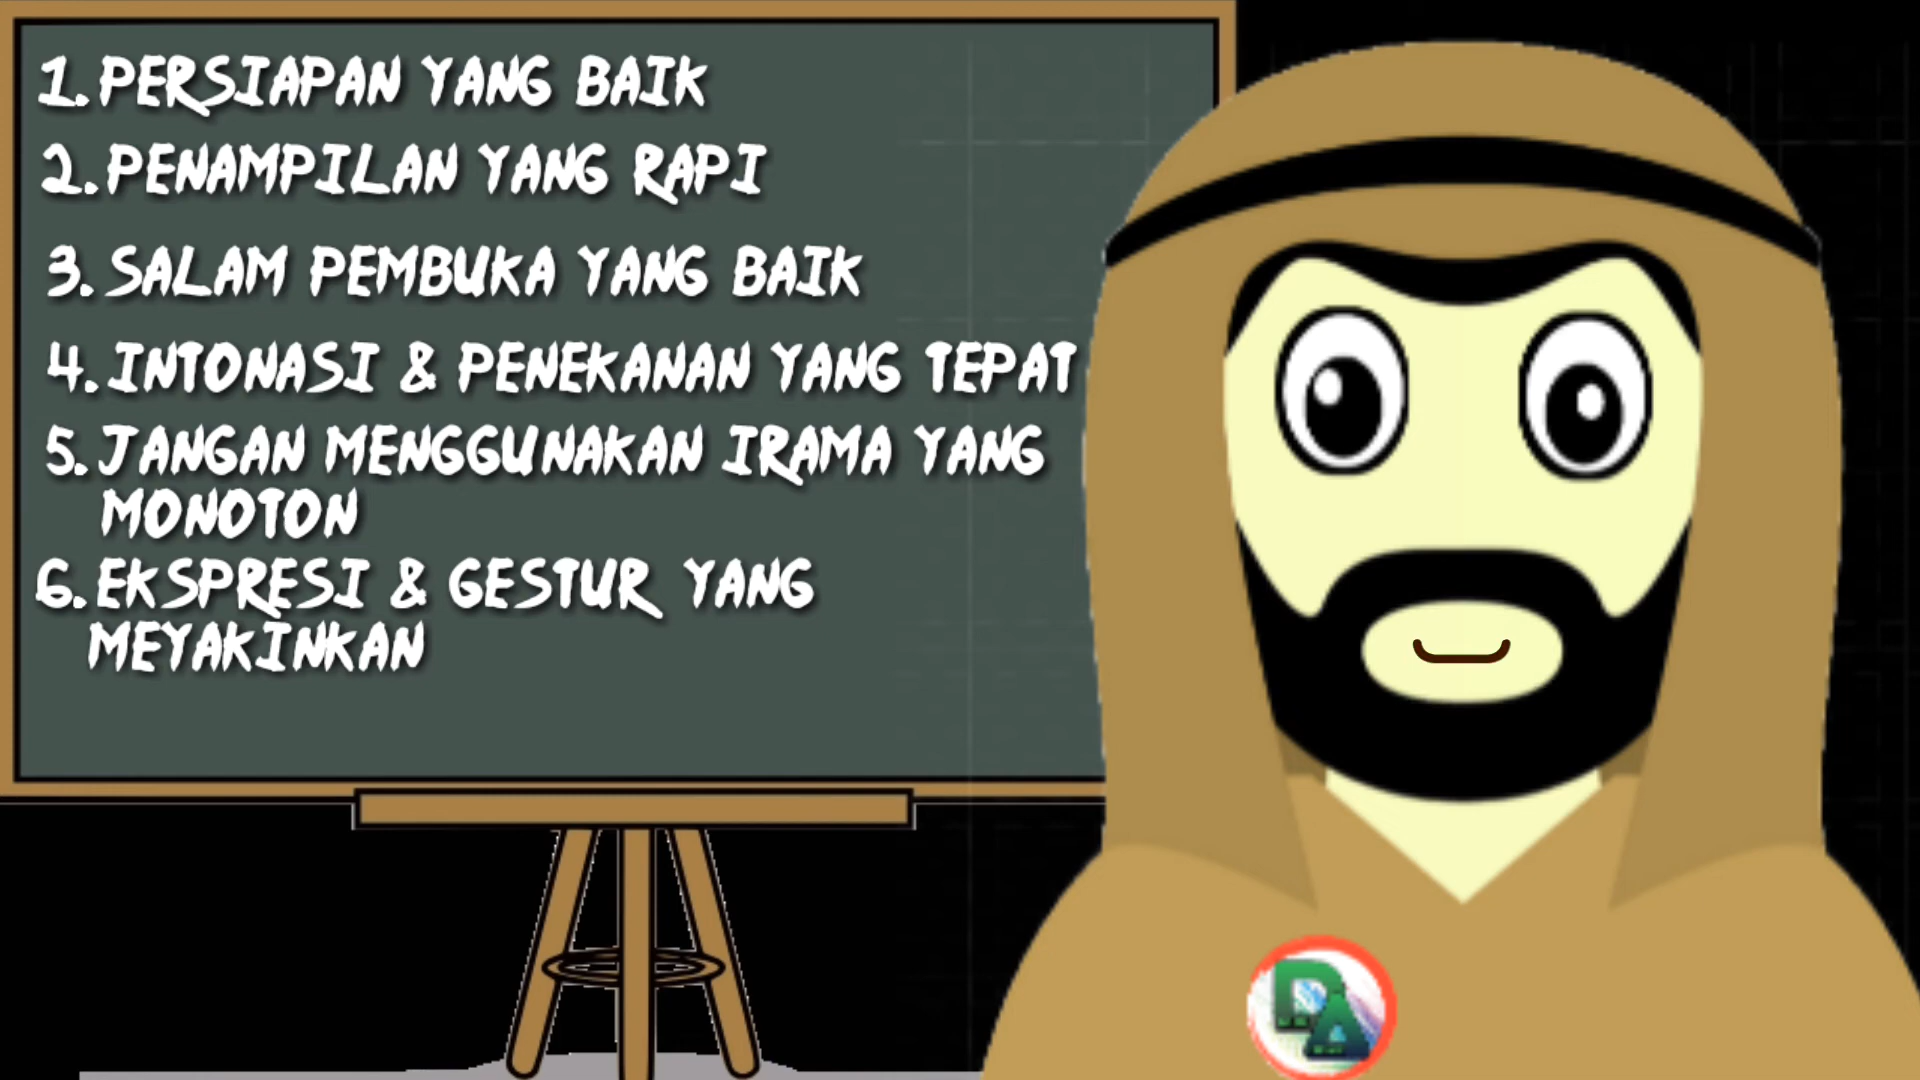 1. PERSIAPAN YANG BAIK
2. PENAMPILAN YANG RAPI
3. SALAM PEMBUKA YANG BAIK
4. INTONASI & PENEKANAN YANG TEPAT
5. JANGAN MENGGUNAKAN IRAMA YANG
MONOTON
6. EKSPRESI & GESTUR YANG
MEYAKINKAN
DA